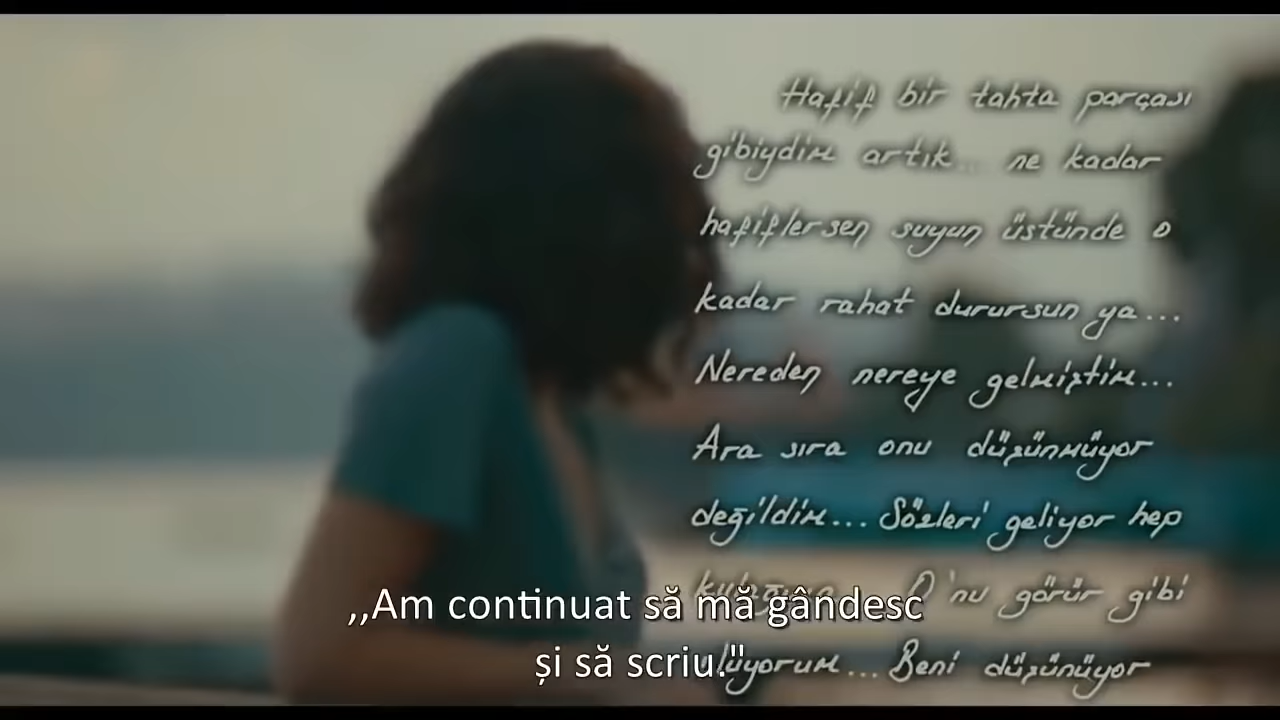 Hafif bir tahta parçası
gibiydim artık... ne kadar
hafiflersen suyun üstünde o
kadar rahat durursun ya...
Nereden nereye gelmiştim...
Ara sıra onu düşünmüyor
değildim... Sözleri geliyor hep
O'nu görür gibi
... Beni düşünüyor
,,Am continuat să mă gândesc
și să scriu."